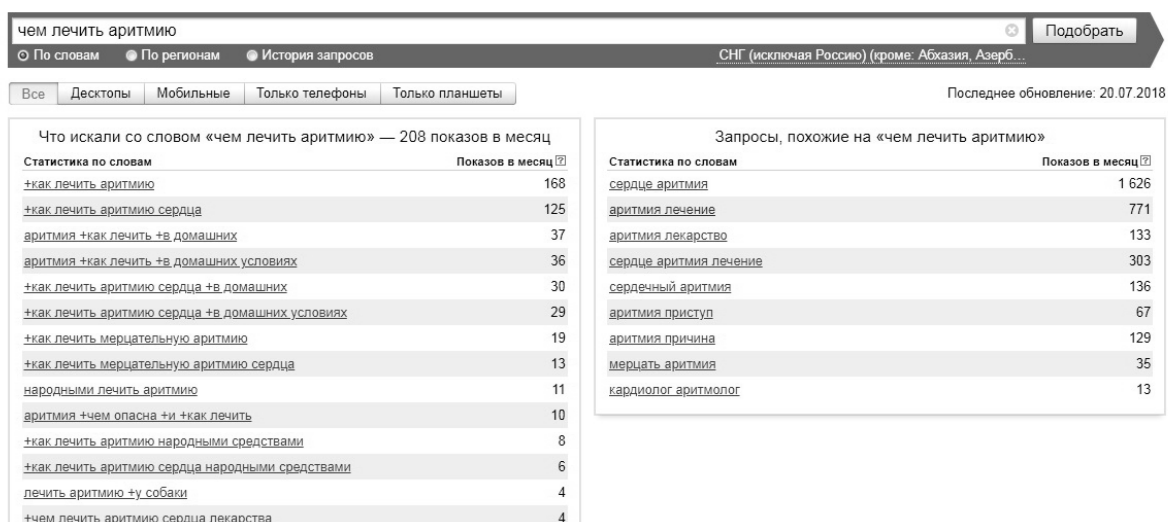 чем лечить аритмию
Подобрать
По словам По регионам История запросов СНГ (исключая Россию) (кроме: Абхазия, Азерб...
Все Десктопы Мобильные Только телефоны Только планшеты Последнее обновление: 20.07.2018
Что искали со словом «чем лечить аритмию» — 208 показов в месяц
Статистика по словам Показов в месяц ?
+как лечить аритмию 168
+как лечить аритмию сердца 125
аритмия +как лечить +в домашних 37
аритмия +как лечить +в домашних условиях 36
+как лечить аритмию сердца +в домашних 30
+как лечить аритмию сердца +в домашних условиях 29
+как лечить мерцательную аритмию 19
+как лечить мерцательную аритмию сердца 13
народными лечить аритмию 11
аритмия +чем опасна +и +как лечить 10
+как лечить аритмию народными средствами 8
+как лечить аритмию сердца народными средствами 6
лечить аритмию +у собаки 4
+чем лечить аритмию сердца лекарства 4
Запросы, похожие на «чем лечить аритмию»
Статистика по словам Показов в месяц ?
сердце аритмия 1 626
аритмия лечение 771
аритмия лекарство 133
сердце аритмия лечение 303
сердечный аритмия 136
аритмия приступ 67
аритмия причина 129
мерцать аритмия 35
кардиолог аритмолог 13